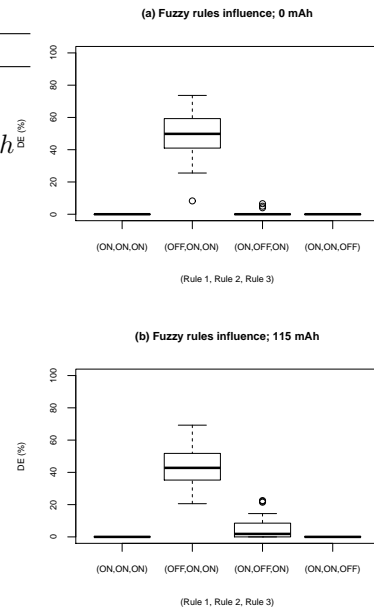 (a) Fuzzy rules influence; 0 mAh
h
DE (%)
100
80
60
40
20
0
(ON,ON,ON) (OFF,ON,ON) (ON,OFF,ON) (ON,ON,OFF)
(Rule 1, Rule 2, Rule 3)
(b) Fuzzy rules influence; 115 mAh
DE (%)
100
80
60
40
20
0
(ON,ON,ON) (OFF,ON,ON) (ON,OFF,ON) (ON,ON,OFF)
(Rule 1, Rule 2, Rule 3)